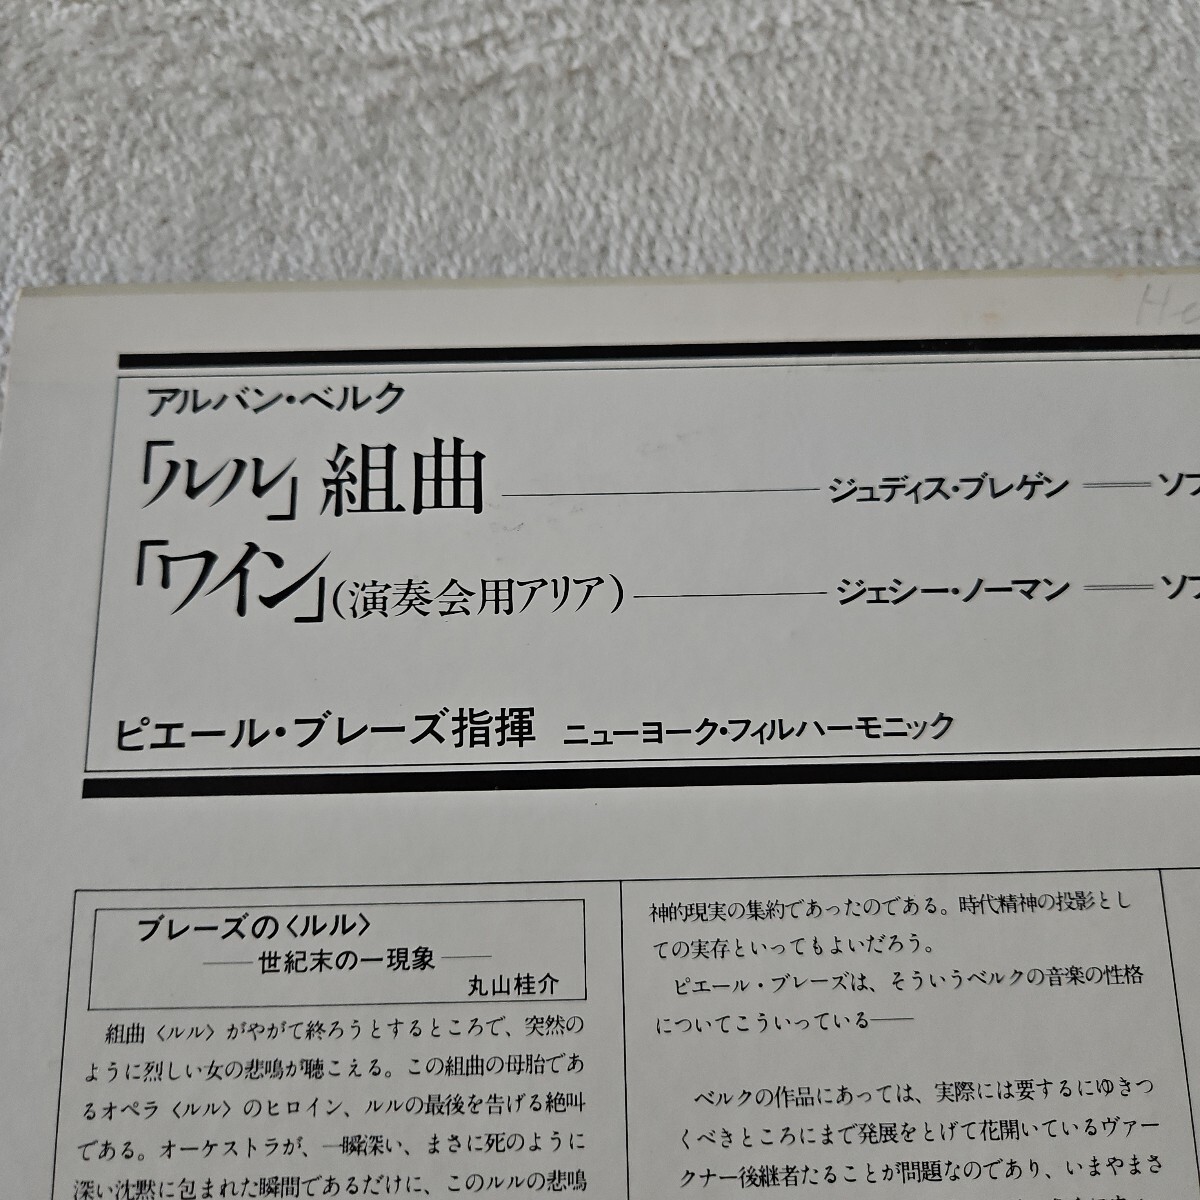 アルバン・ベルク
「ルル」組曲 ジュディス・ブレゲン ソプ
「ワイン」(演奏会用アリア) ジェシー・ノーマン ソプ
ピエール・ブレーズ指揮 ニューヨーク・フィルハーモニック
ブレーズの〈ルル〉
——世紀末の一現象——
丸山桂介
組曲〈ルル〉がやがて終ろうとするところで、突然の
ように烈しい女の悲鳴が聴こえる。この組曲の母胎であ
るオペラ〈ルル〉のヒロイン、ルルの最後を告げる絶叫
である。オーケストラが、一瞬深い、まさに死のように
深い沈黙に包まれた瞬間であるだけに、このルルの悲鳴
神的現実の集約であったのである。時代精神の投影とし
ての実存といってもよいだろう。
ピエール・ブレーズは、そういうベルクの音楽の性格
についてこういっている——
ベルクの作品にあっては、実際には要するにゆきつ
くべきところにまで発展をとげて花開いているヴァー
クナー後継者たることが問題なのであり、いまやまさ